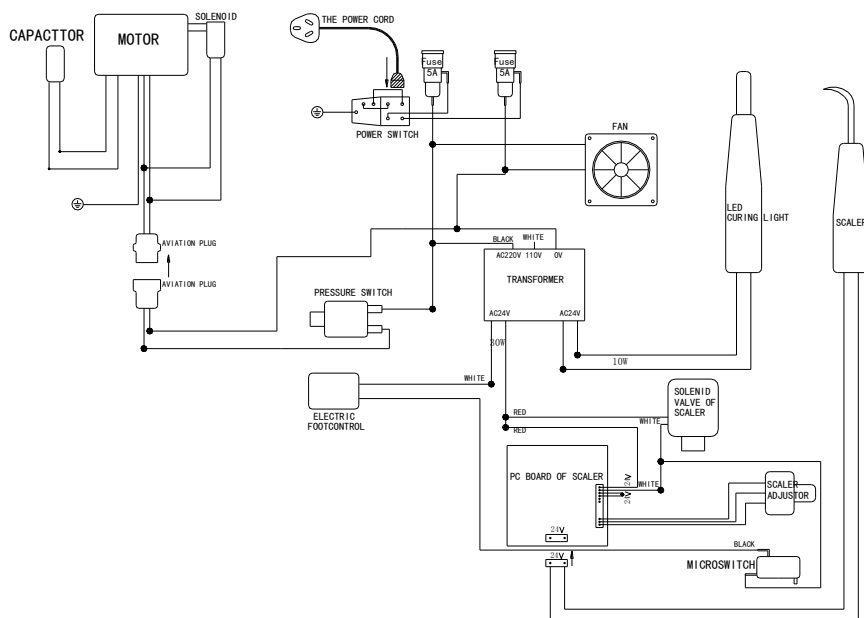 THE POWER CORD
SOLENOID
CAPACTTOR
MOTOR
Fuse
5A
Fuse
5A
FAN
POWER SWITCH
LED
CURING LIGHT
SCALER
AVIATION PLUG
AVIATION PLUG
BLACK
WHITE
AC220V
110V
0V
TRANSFORMER
PRESSURE SWITCH
AC24V
AC24V
30W
10W
WHITE
ELECTRIC
FOOTCONTROL
RED
RED
SOLENID
VALVE OF
SCALER
WHITE
PC BOARD OF SCALER
24V
24V
WHITE
SCALER
ADJUSTOR
24V
24V
BLACK
MICROSWITCH